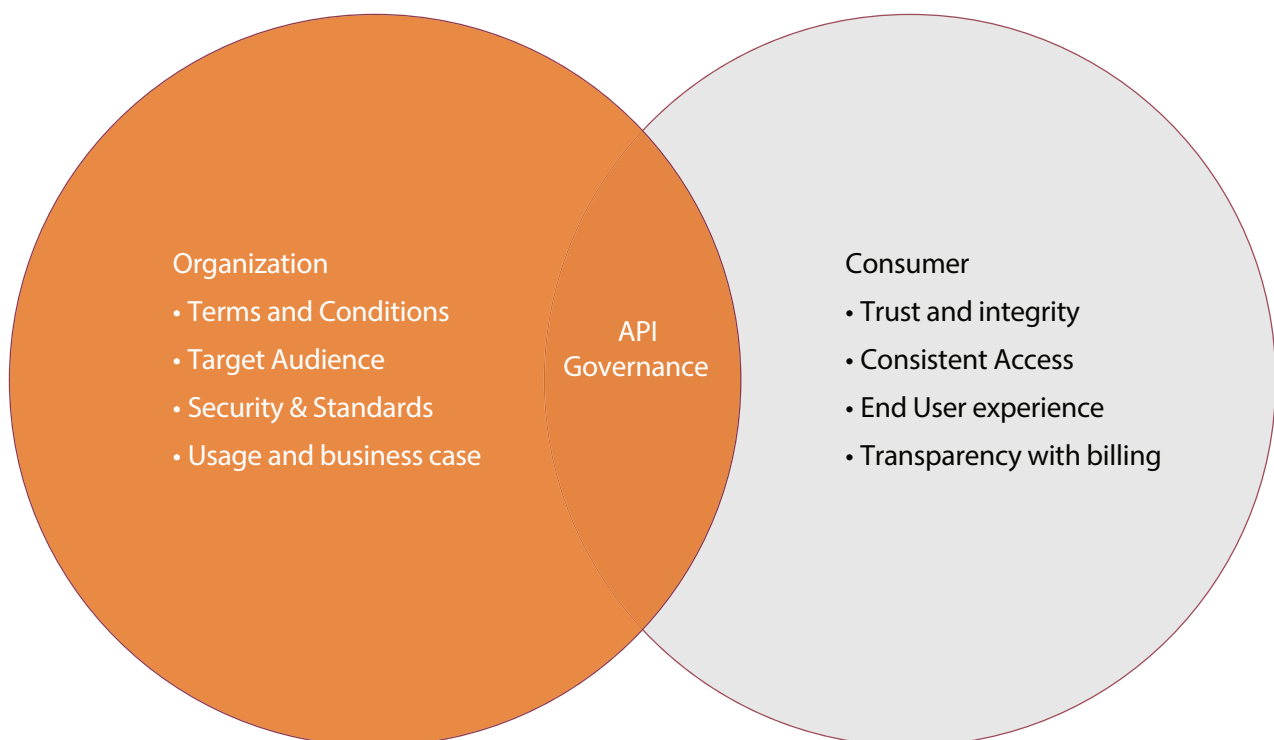 Organization
• Terms and Conditions
• Target Audience
• Security & Standards
• Usage and business case
API
Governance
Consumer
• Trust and integrity
• Consistent Access
• End User experience
• Transparency with billing